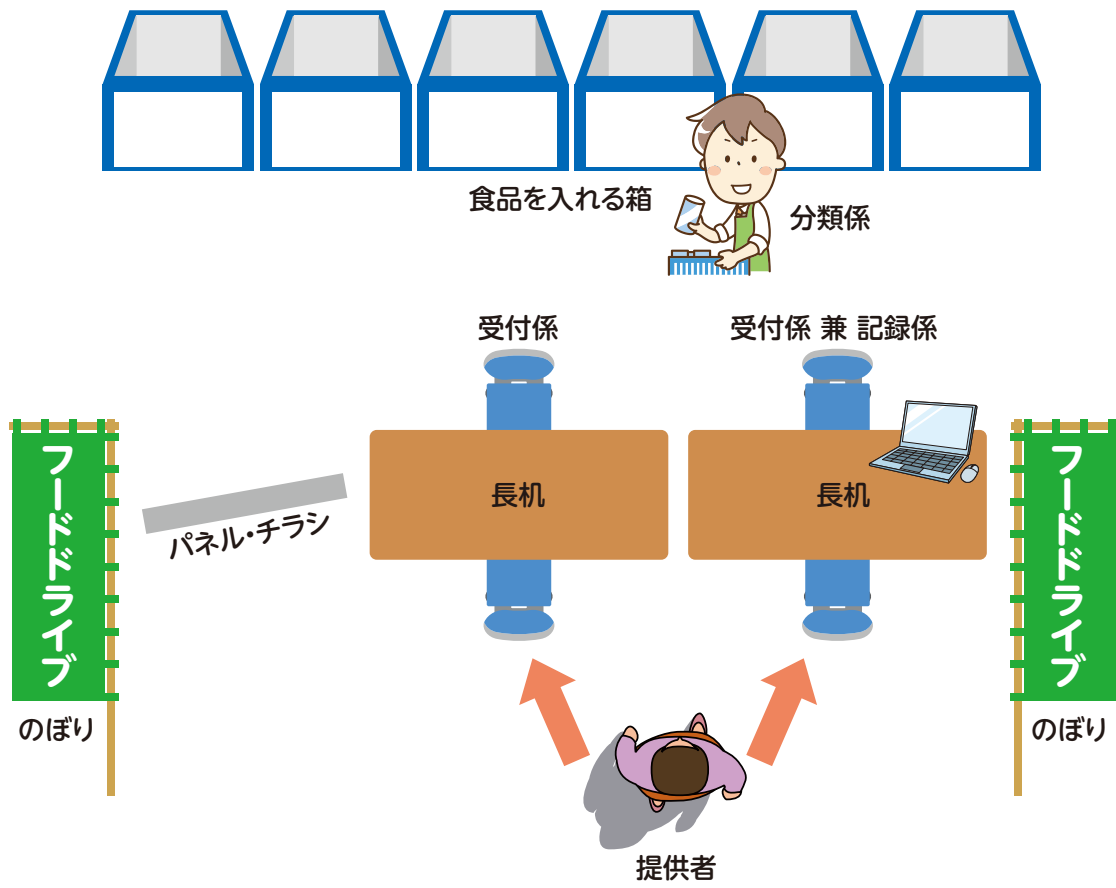 食品を入れる箱
分類係
受付係
受付係 兼 記録係
フードドライブ
のぼり
パネル・チラシ
長机
長机
フードドライブ
のぼり
提供者